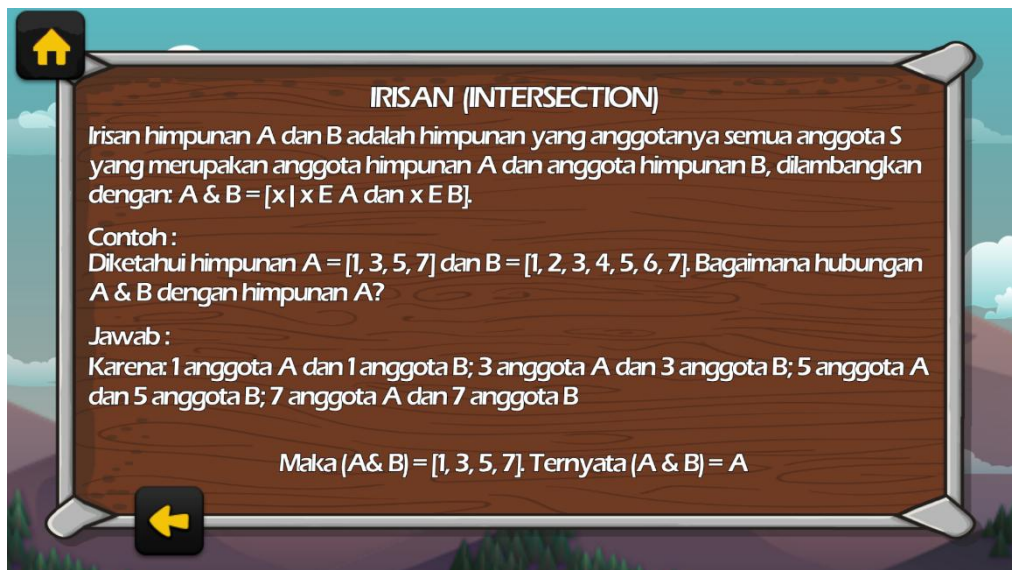 IRISAN (INTERSECTION)
Irisan himpunan A dan B adalah himpunan yang anggotanya semua anggota S
yang merupakan anggota himpunan A dan anggota himpunan B, dilambangkan
dengan: A & B = [x | x E A dan x E B].
Contoh :
Diketahui himpunan A = [1, 3, 5, 7] dan B = [1, 2, 3, 4, 5, 6, 7]. Bagaimana hubungan
A & B dengan himpunan A?
Jawab :
Karena: 1 anggota A dan 1 anggota B; 3 anggota A dan 3 anggota B; 5 anggota A
dan 5 anggota B; 7 anggota A dan 7 anggota B
Maka (A& B) = [1, 3, 5, 7]. Ternyata (A & B) = A